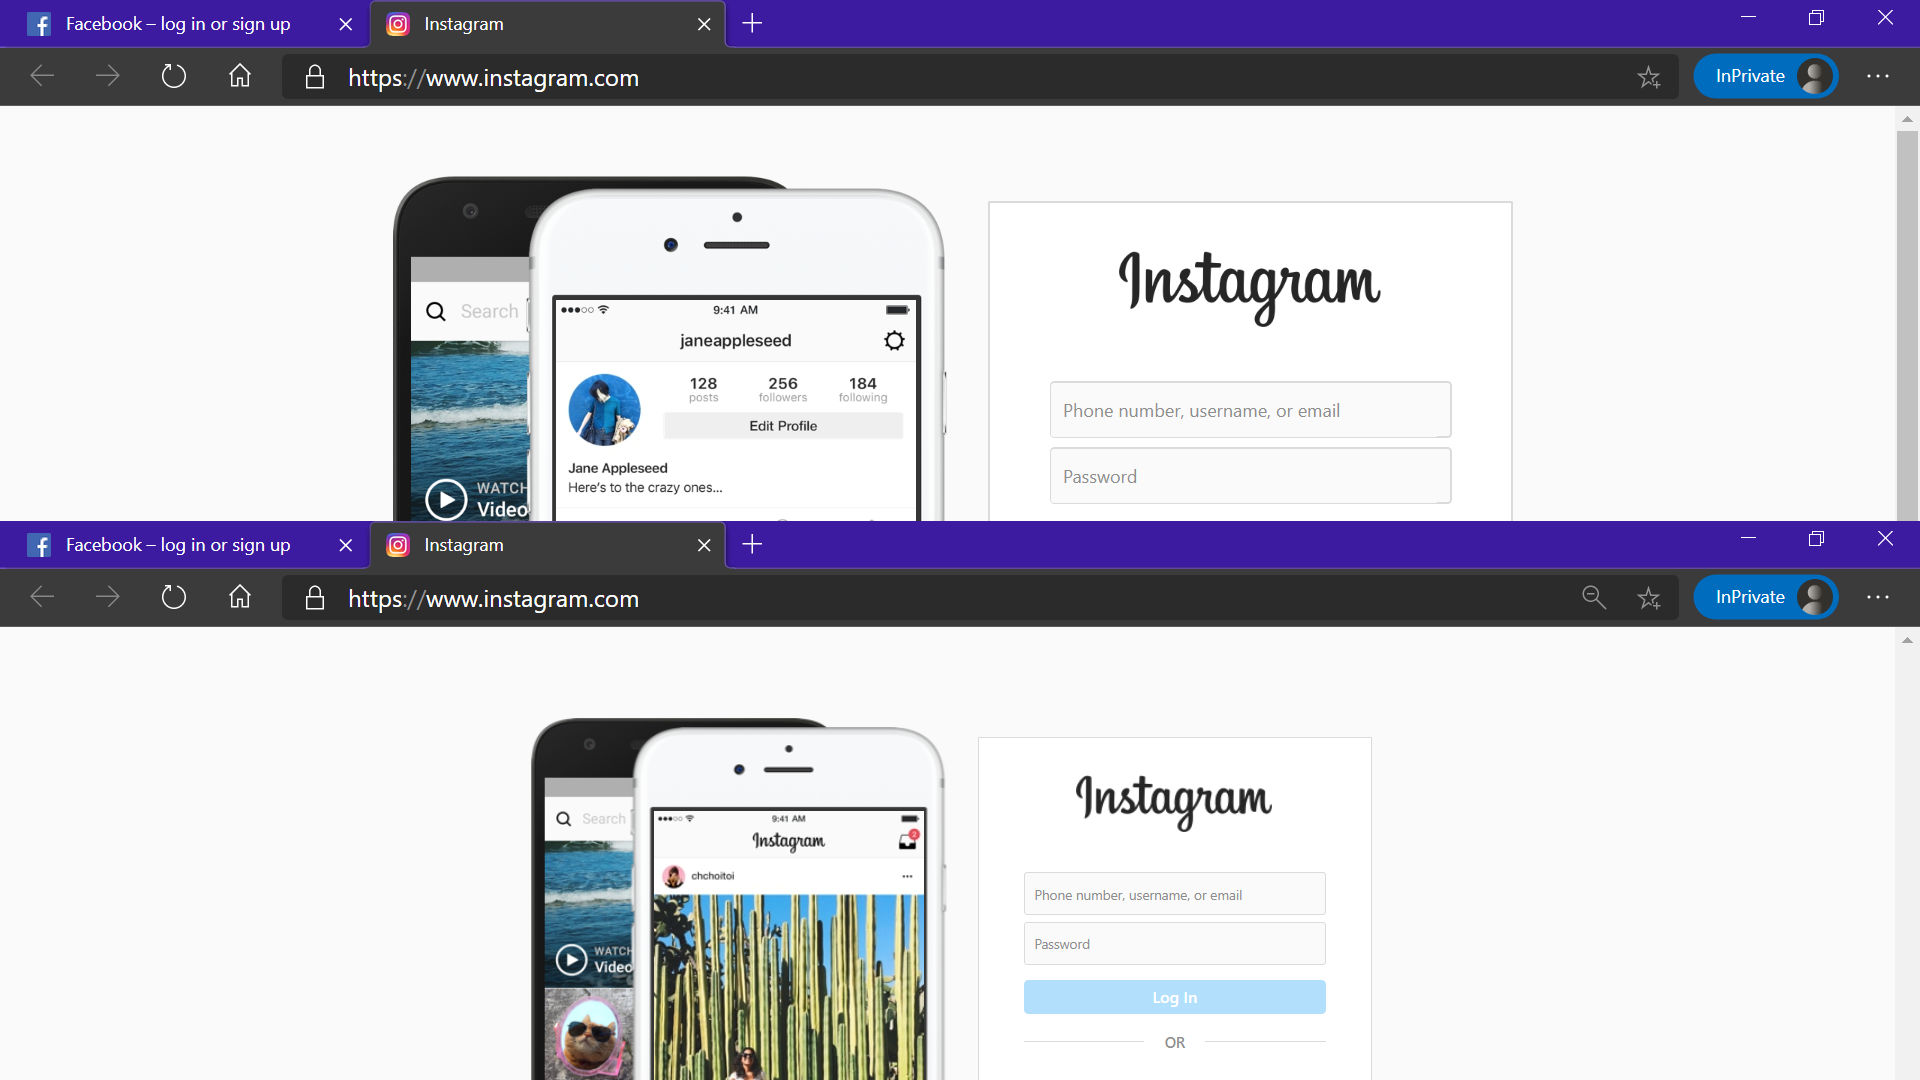 Facebook – log in or sign up
Instagram
https://www.instagram.com
InPrivate
Instagram
Search
9:41 AM
janeappleseed
128 256 184
posts followers following
Edit Profile
Phone number, username, or email
Jane Appleseed
Here's to the crazy ones...
Password
WATCH
Video
Facebook – log in or sign up
Instagram
https://www.instagram.com
InPrivate
Instagram
Search
9:41 AM
Instagram
2
chchoitoi
Phone number, username, or email
Password
WATCH
Video
Log In
OR